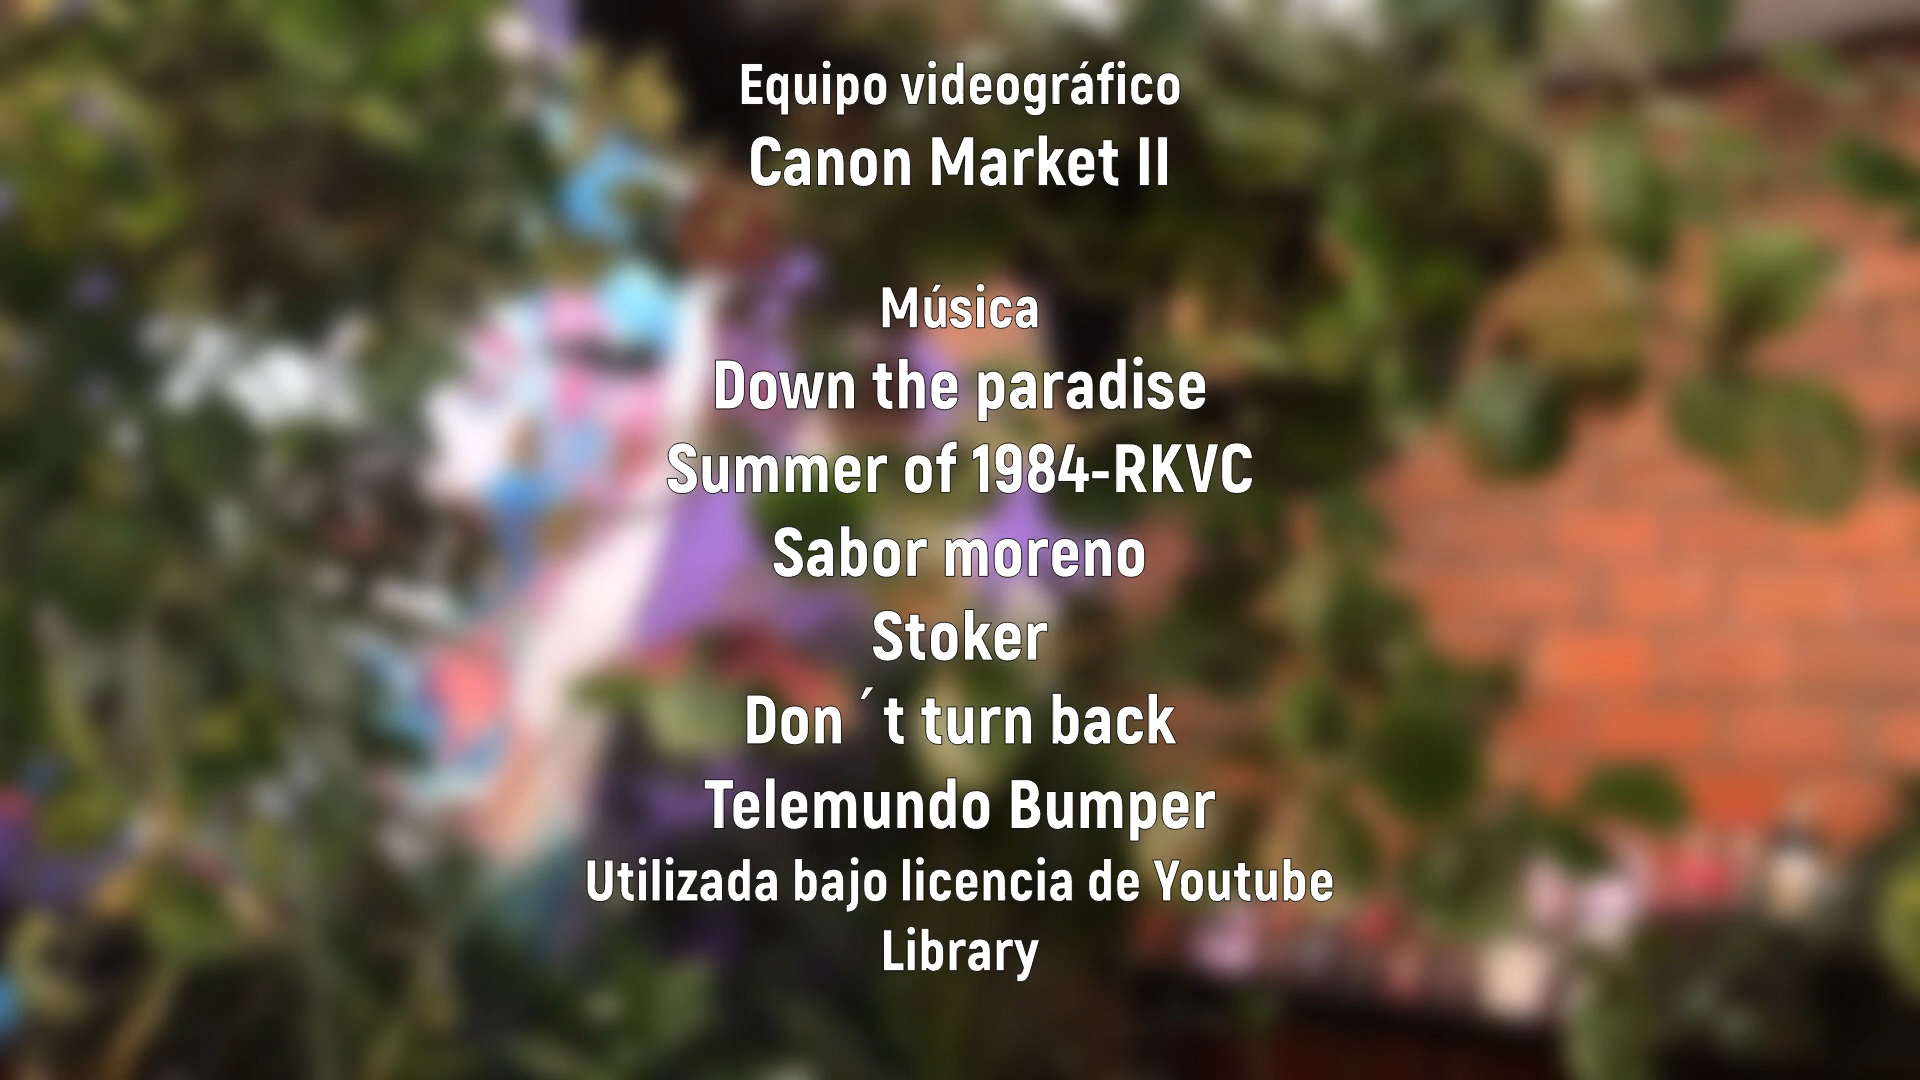 Equipo videográfico
Canon Market II
Música
Down the paradise
Summer of 1984-RKVC
Sabor moreno
Stoker
Don ´t turn back
Telemundo Bumper
Utilizada bajo licencia de Youtube
Library